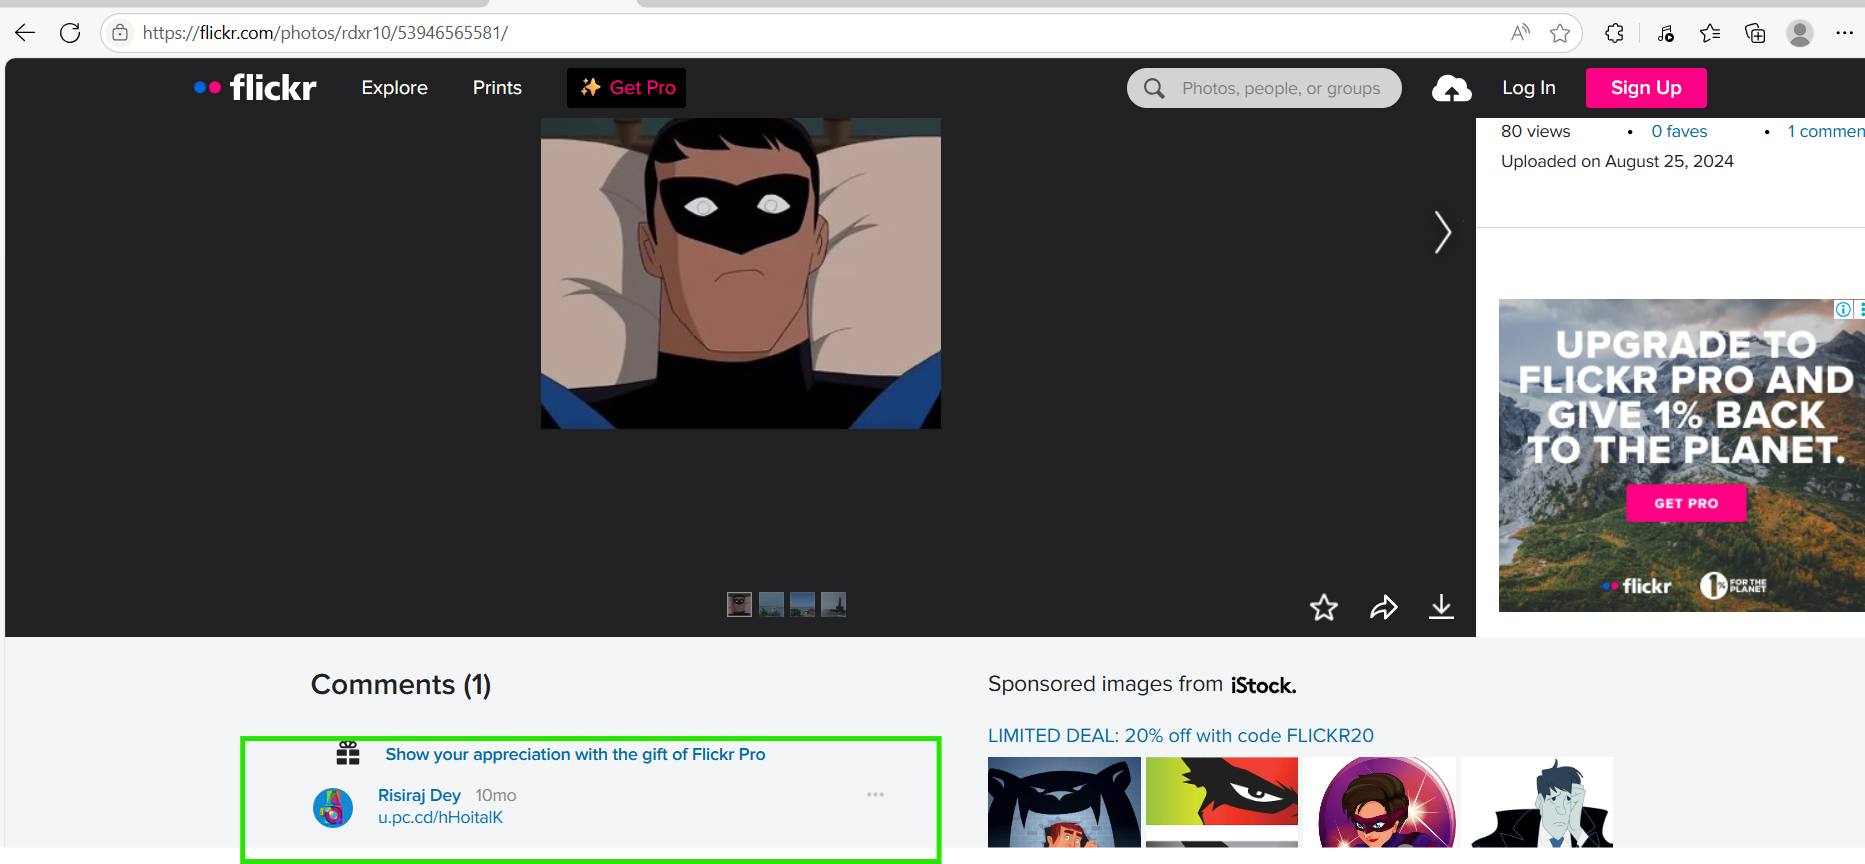 https://flickr.com/photos/rdxr10/53946565581/
flickr
Explore
Prints
Get Pro
Photos, people, or groups
Log In
Sign Up
80 views
• 0 faves
• 1 commen
Uploaded on August 25, 2024
UPGRADE TO
FLICKR PRO AND
GIVE 1% BACK
TO THE PLANET.
GET PRO
flickr
1% FOR THE
PLANET
Comments (1)
Show your appreciation with the gift of Flickr Pro
Risiraj Dey 10mo
u.pc.cd/hHoitalK
Sponsored images from iStock.
LIMITED DEAL: 20% off with code FLICKR20